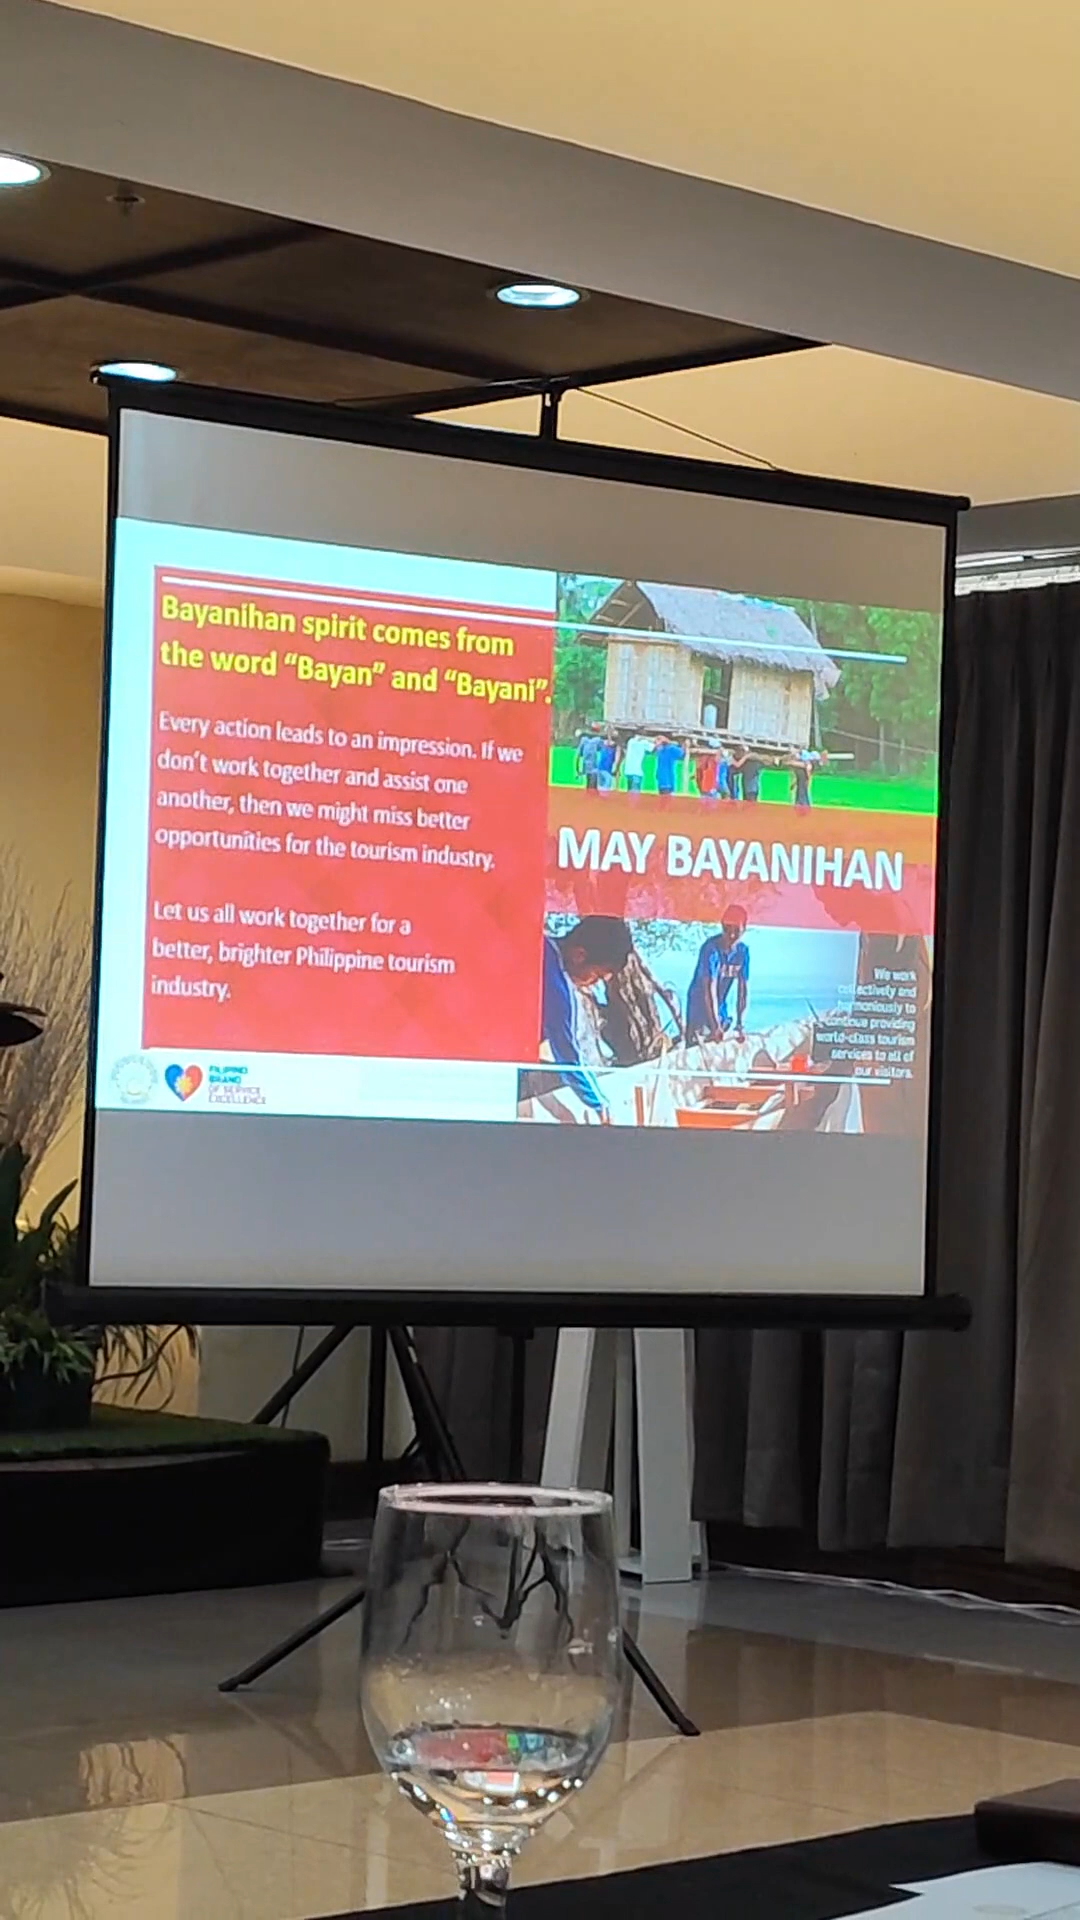 Bayanihan spirit comes from
the word “Bayan” and “Bayani”.
Every action leads to an impression. If we
don't work together and assist one
another, then we might miss better
opportunities for the tourism industry.
Let us all work together for a
better, brighter Philippine tourism
industry.
MAY BAYANIHAN
We work
collectively and
harmoniously to
continue providing
world-class tourism
services to all of
our visitors.
FILIPINO
BRAND
OF SERVICE
EXCELLENCE